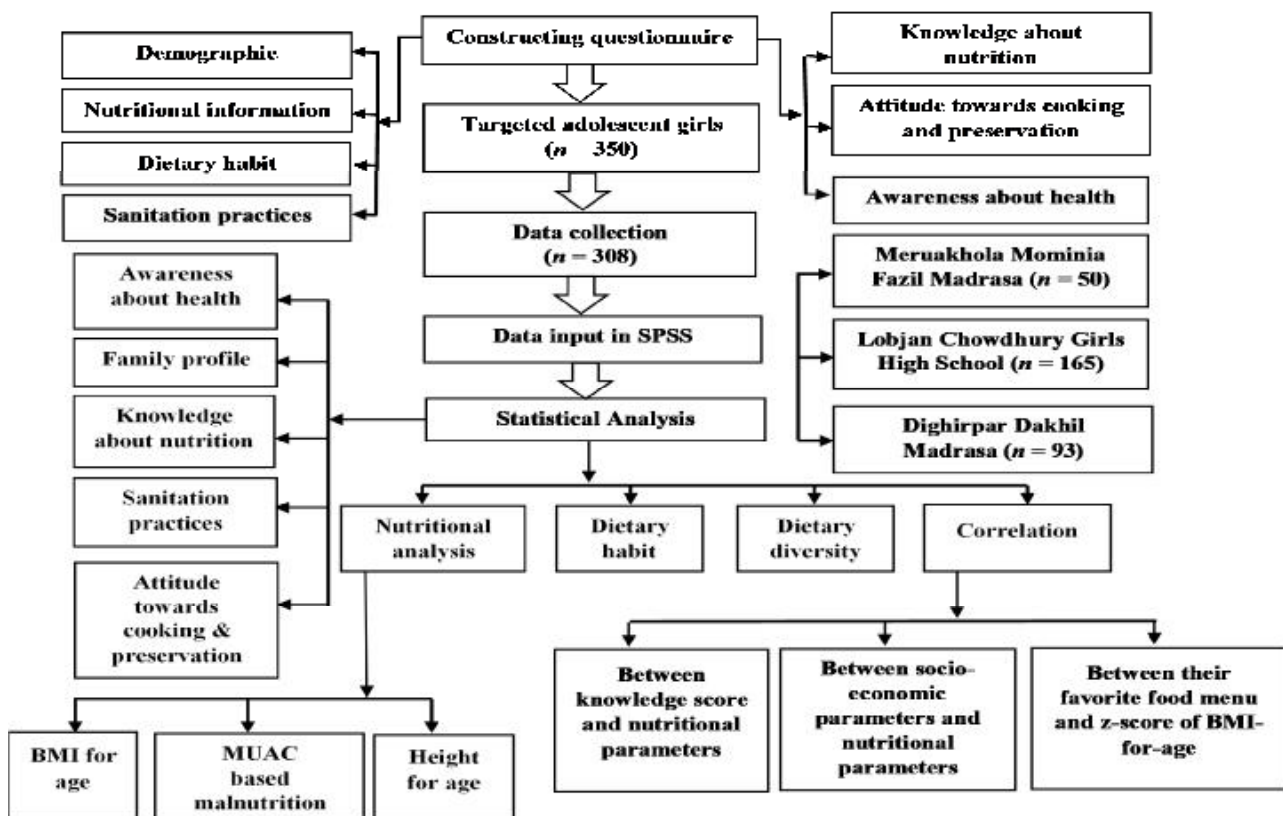 Constructing questionnuire
Demographic
Nutritional information
Dietary habit
Sanitation practices
Knowledge about
nutrition
Attitude towards cooking
and preservation
Awareness about health
Targeted adolescent girls
(n = 350)
Data collection
(n = 308)
Meruakhola Mominia
Fazil Madrasa (n = 50)
Lobjan Chowdhury Girls
High School (n = 165)
Dighirpar Dakhil
Madrasa (n = 93)
Data input in SPSS
Statistical Analysis
Awareness
about health
Family profile
Knowledge
about nutrition
Sanitation
practices
Attitude
towards
cooking &
preservation
Nutritional
analysis
Dietary
habit
Dietary
diversity
Correlation
BMI for
age
MUAC
based
malnutrition
Height
for age
Between
knowledge score
and nutritional
parameters
Between socio-
economic
parameters and
nutritional
parameters
Between their
favorite food menu
and z-score of BMI-
for-age